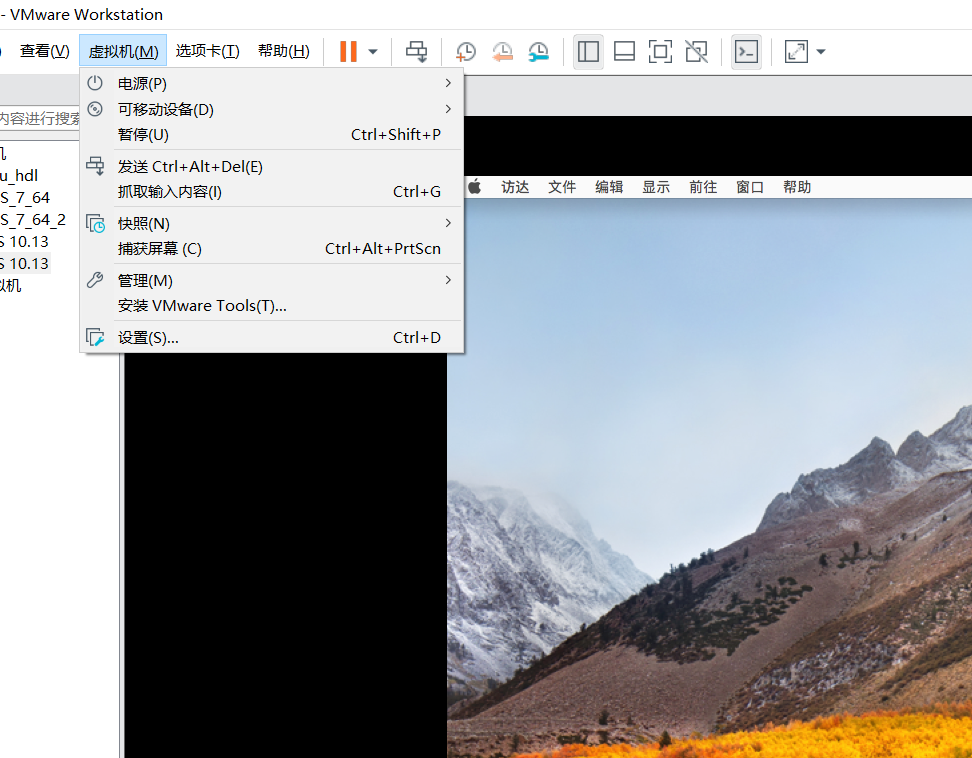 - VMware Workstation
查看(V) 虚拟机(M) 选项卡(T) 帮助(H)
电源(P)
可移动设备(D)
暂停(U) Ctrl+Shift+P
发送 Ctrl+Alt+Del(E)
抓取输入内容(I) Ctrl+G
快照(N)
捕获屏幕 (C) Ctrl+Alt+PrtScn
管理(M)
安装 VMware Tools(T)...
设置(S)... Ctrl+D
内容进行搜索
机
u_hdl
S_7_64
S_7_64_2
S 10.13
S 10.13
拟机
访达 文件 编辑 显示 前往 窗口 帮助